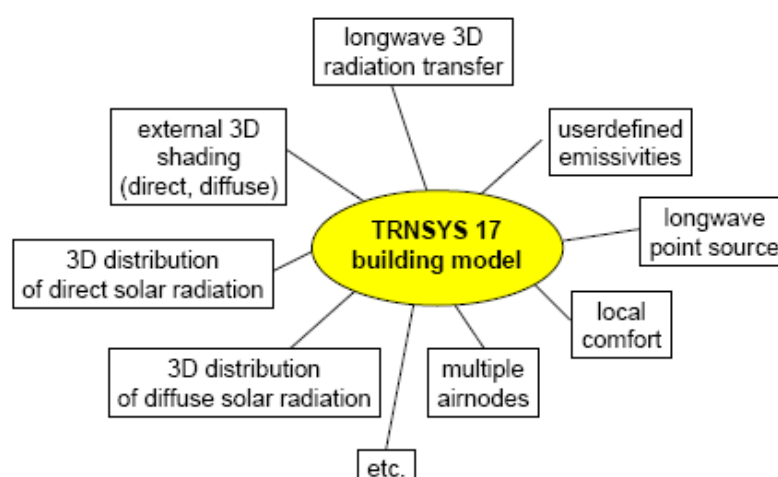 longwave 3D
radiation transfer
external 3D
shading
(direct, diffuse)
userdefined
emissivities
TRNSYS 17
building model
longwave
point source
3D distribution
of direct solar radiation
local
comfort
3D distribution
of diffuse solar radiation
multiple
airnodes
etc.